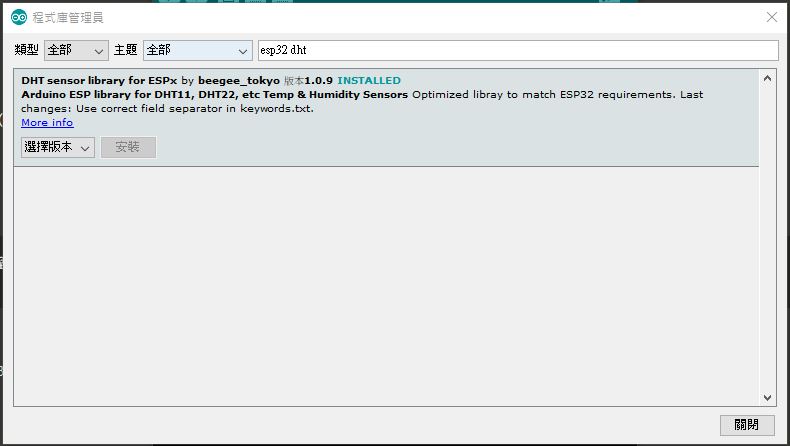 程式庫管理員
類型 全部 主題 全部 esp32 dht
DHT sensor library for ESPx by beegee_tokyo 版本1.0.9 INSTALLED
Arduino ESP library for DHT11, DHT22, etc Temp & Humidity Sensors Optimized libray to match ESP32 requirements. Last
changes: Use correct field separator in keywords.txt.
More info
選擇版本 安裝
關閉